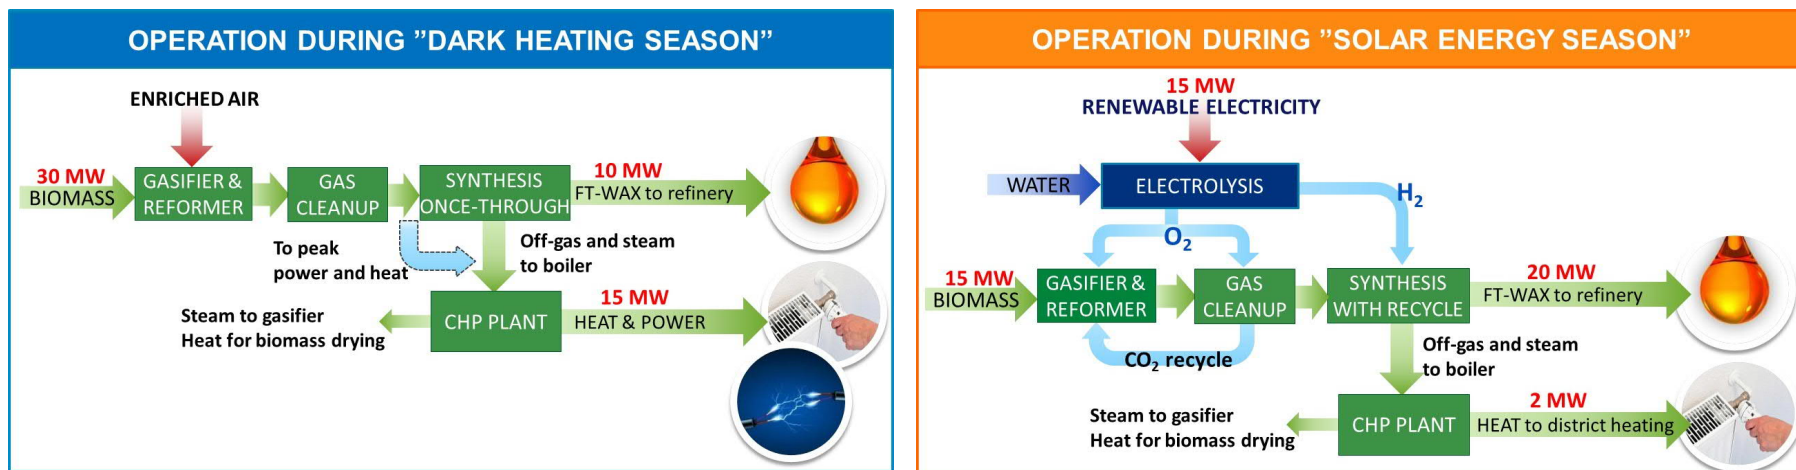 OPERATION DURING ”DARK HEATING SEASON”
ENRICHED AIR
30 MW
BIOMASS
GASIFIER &
REFORMER
GAS
CLEANUP
SYNTHESIS
ONCE-THROUGH
10 MW
FT-WAX to refinery
To peak
power and heat
Off-gas and steam
to boiler
Steam to gasifier
Heat for biomass drying
CHP PLANT
15 MW
HEAT & POWER
OPERATION DURING ”SOLAR ENERGY SEASON”
15 MW
RENEWABLE ELECTRICITY
WATER
ELECTROLYSIS
H₂
O₂
15 MW
BIOMASS
GASIFIER &
REFORMER
GAS
CLEANUP
SYNTHESIS
WITH RECYCLE
20 MW
FT-WAX to refinery
CO₂ recycle
Off-gas and steam
to boiler
Steam to gasifier
Heat for biomass drying
CHP PLANT
2 MW
HEAT to district heating